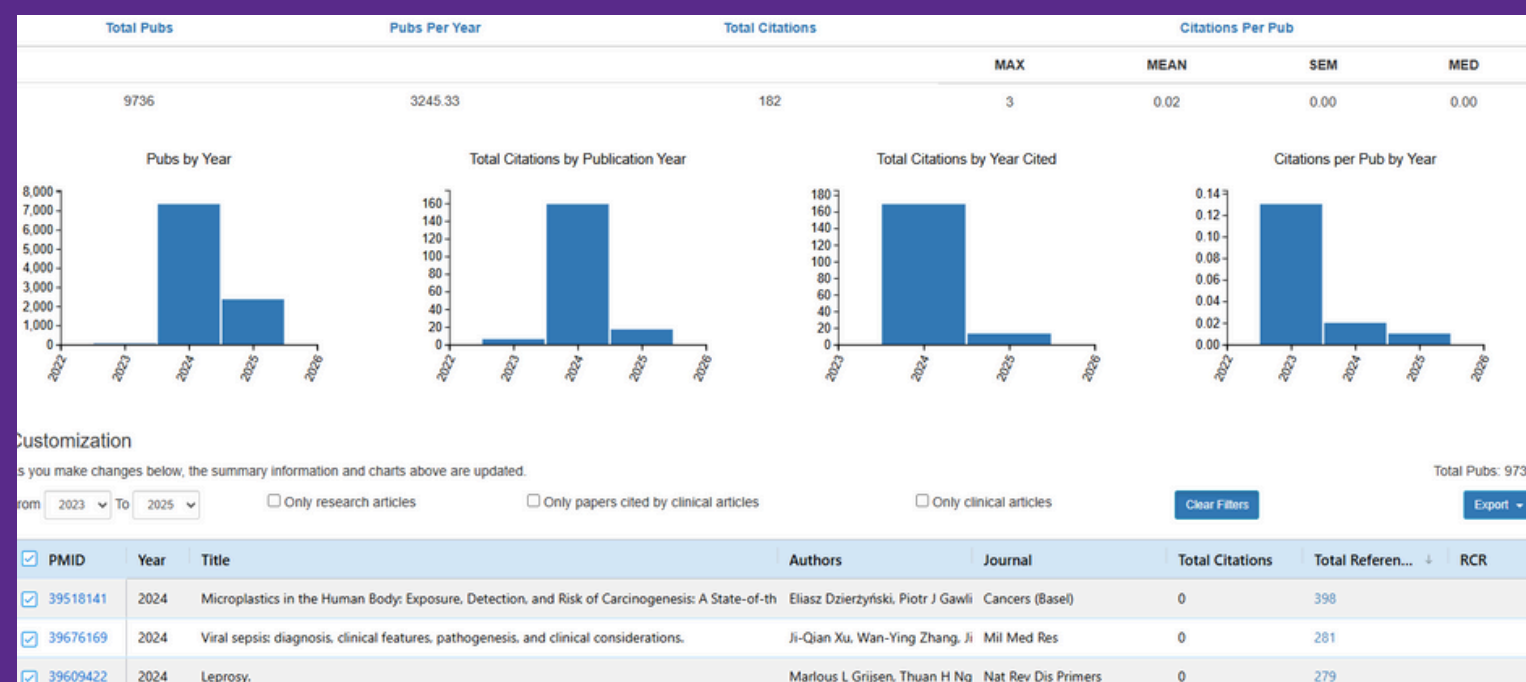 Total Pubs Pubs Per Year Total Citations Citations Per Pub
MAX MEAN SEM MED
9736 3245.33 182 3 0.02 0.00 0.00
Pubs by Year
8,000
7,000
6,000
5,000
4,000
3,000
2,000
1,000
0
2022 2023 2024 2025 2026
Total Citations by Publication Year
160
140
120
100
80
60
40
20
0
2022 2023 2024 2025 2026
Total Citations by Year Cited
180
160
140
120
100
80
60
40
20
0
2023 2024 2025 2026
Citations per Pub by Year
0.14
0.12
0.10
0.08
0.06
0.04
0.02
0.00
2022 2023 2024 2025 2026
Customization
s you make changes below, the summary information and charts above are updated. Total Pubs: 973
rom 2023 To 2025 Only research articles Only papers cited by clinical articles Only clinical articles Clear Filters Export
PMID Year Title Authors Journal Total Citations Total Referen... RCR
39518141 2024 Microplastics in the Human Body: Exposure, Detection, and Risk of Carcinogenesis: A State-of-th Eliasz Dzierżyński, Piotr J Gawli Cancers (Basel) 0 398
39676169 2024 Viral sepsis: diagnosis, clinical features, pathogenesis, and clinical considerations. Ji-Qian Xu, Wan-Ying Zhang, Ji Mil Med Res 0 281
39609422 2024 Leprosy. Marlous L Grijsen, Thuan H Ng Nat Rev Dis Primers 0 279